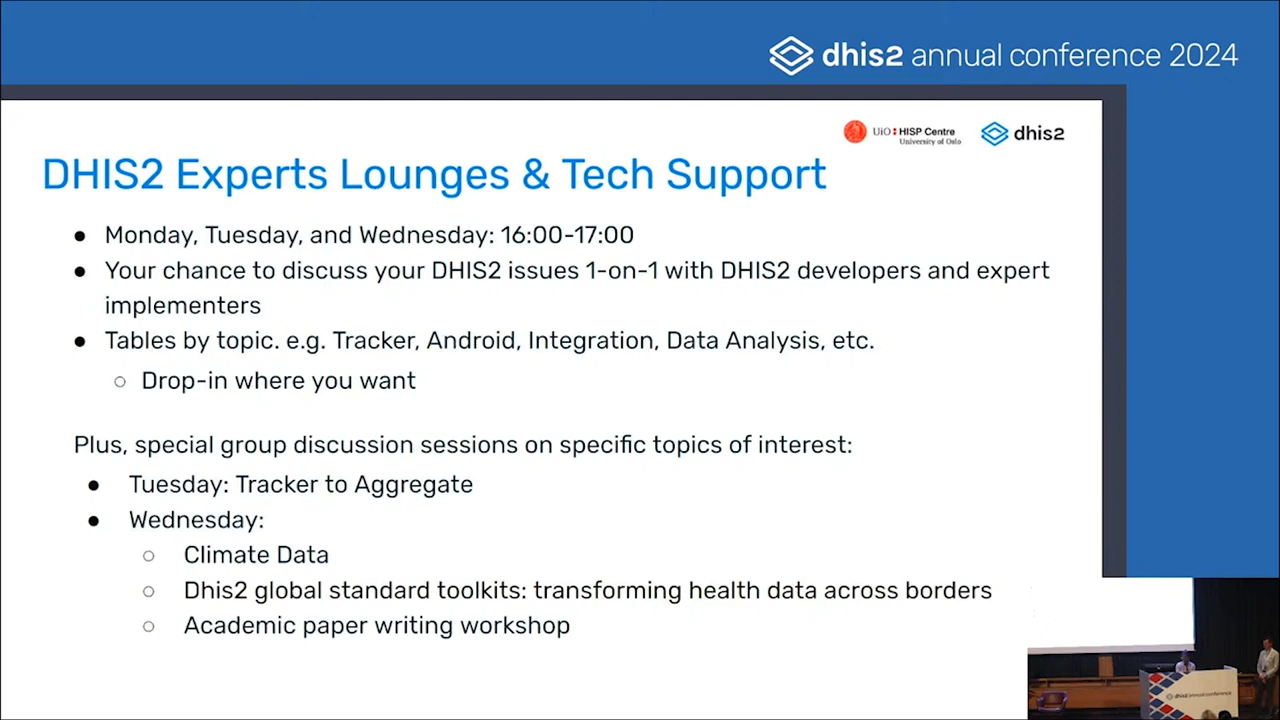 dhis2 annual conference 2024
UiO HISP Centre
University of Oslo
dhis2
DHIS2 Experts Lounges & Tech Support
● Monday, Tuesday, and Wednesday: 16:00-17:00
● Your chance to discuss your DHIS2 issues 1-on-1 with DHIS2 developers and expert
implementers
● Tables by topic. e.g. Tracker, Android, Integration, Data Analysis, etc.
○ Drop-in where you want
Plus, special group discussion sessions on specific topics of interest:
● Tuesday: Tracker to Aggregate
● Wednesday:
○ Climate Data
○ Dhis2 global standard toolkits: transforming health data across borders
○ Academic paper writing workshop
dhis2 annual conference